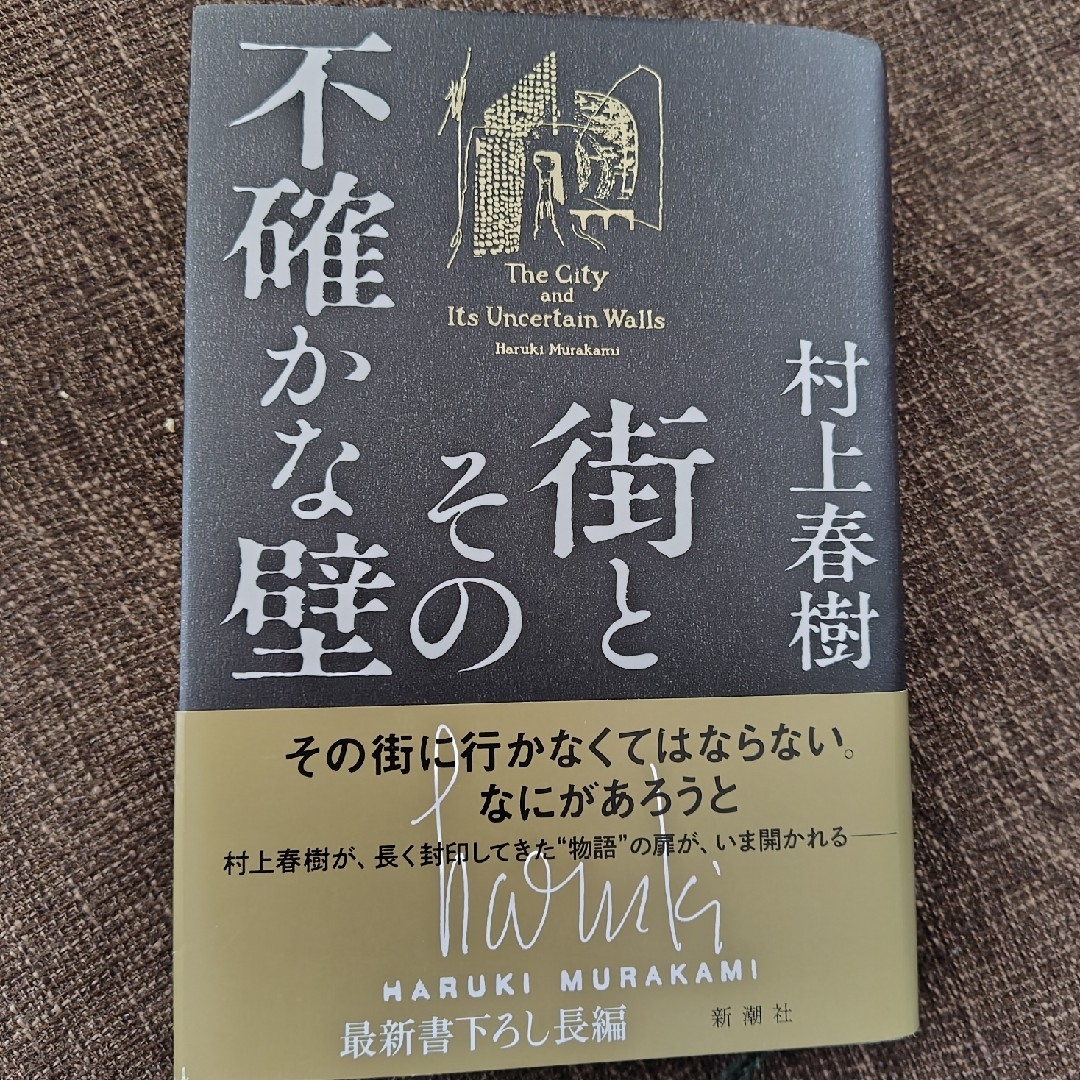 村上春樹
街と
その
不確かな壁
The City
and
Its Uncertain Walls
Haruki Murakami
その街に行かなくてはならない。
なにがあろうと
村上春樹が、長く封印してきた“物語”の扉が、いま開かれる──
haruki
HARUKI MURAKAMI
最新書下ろし長編
新潮社